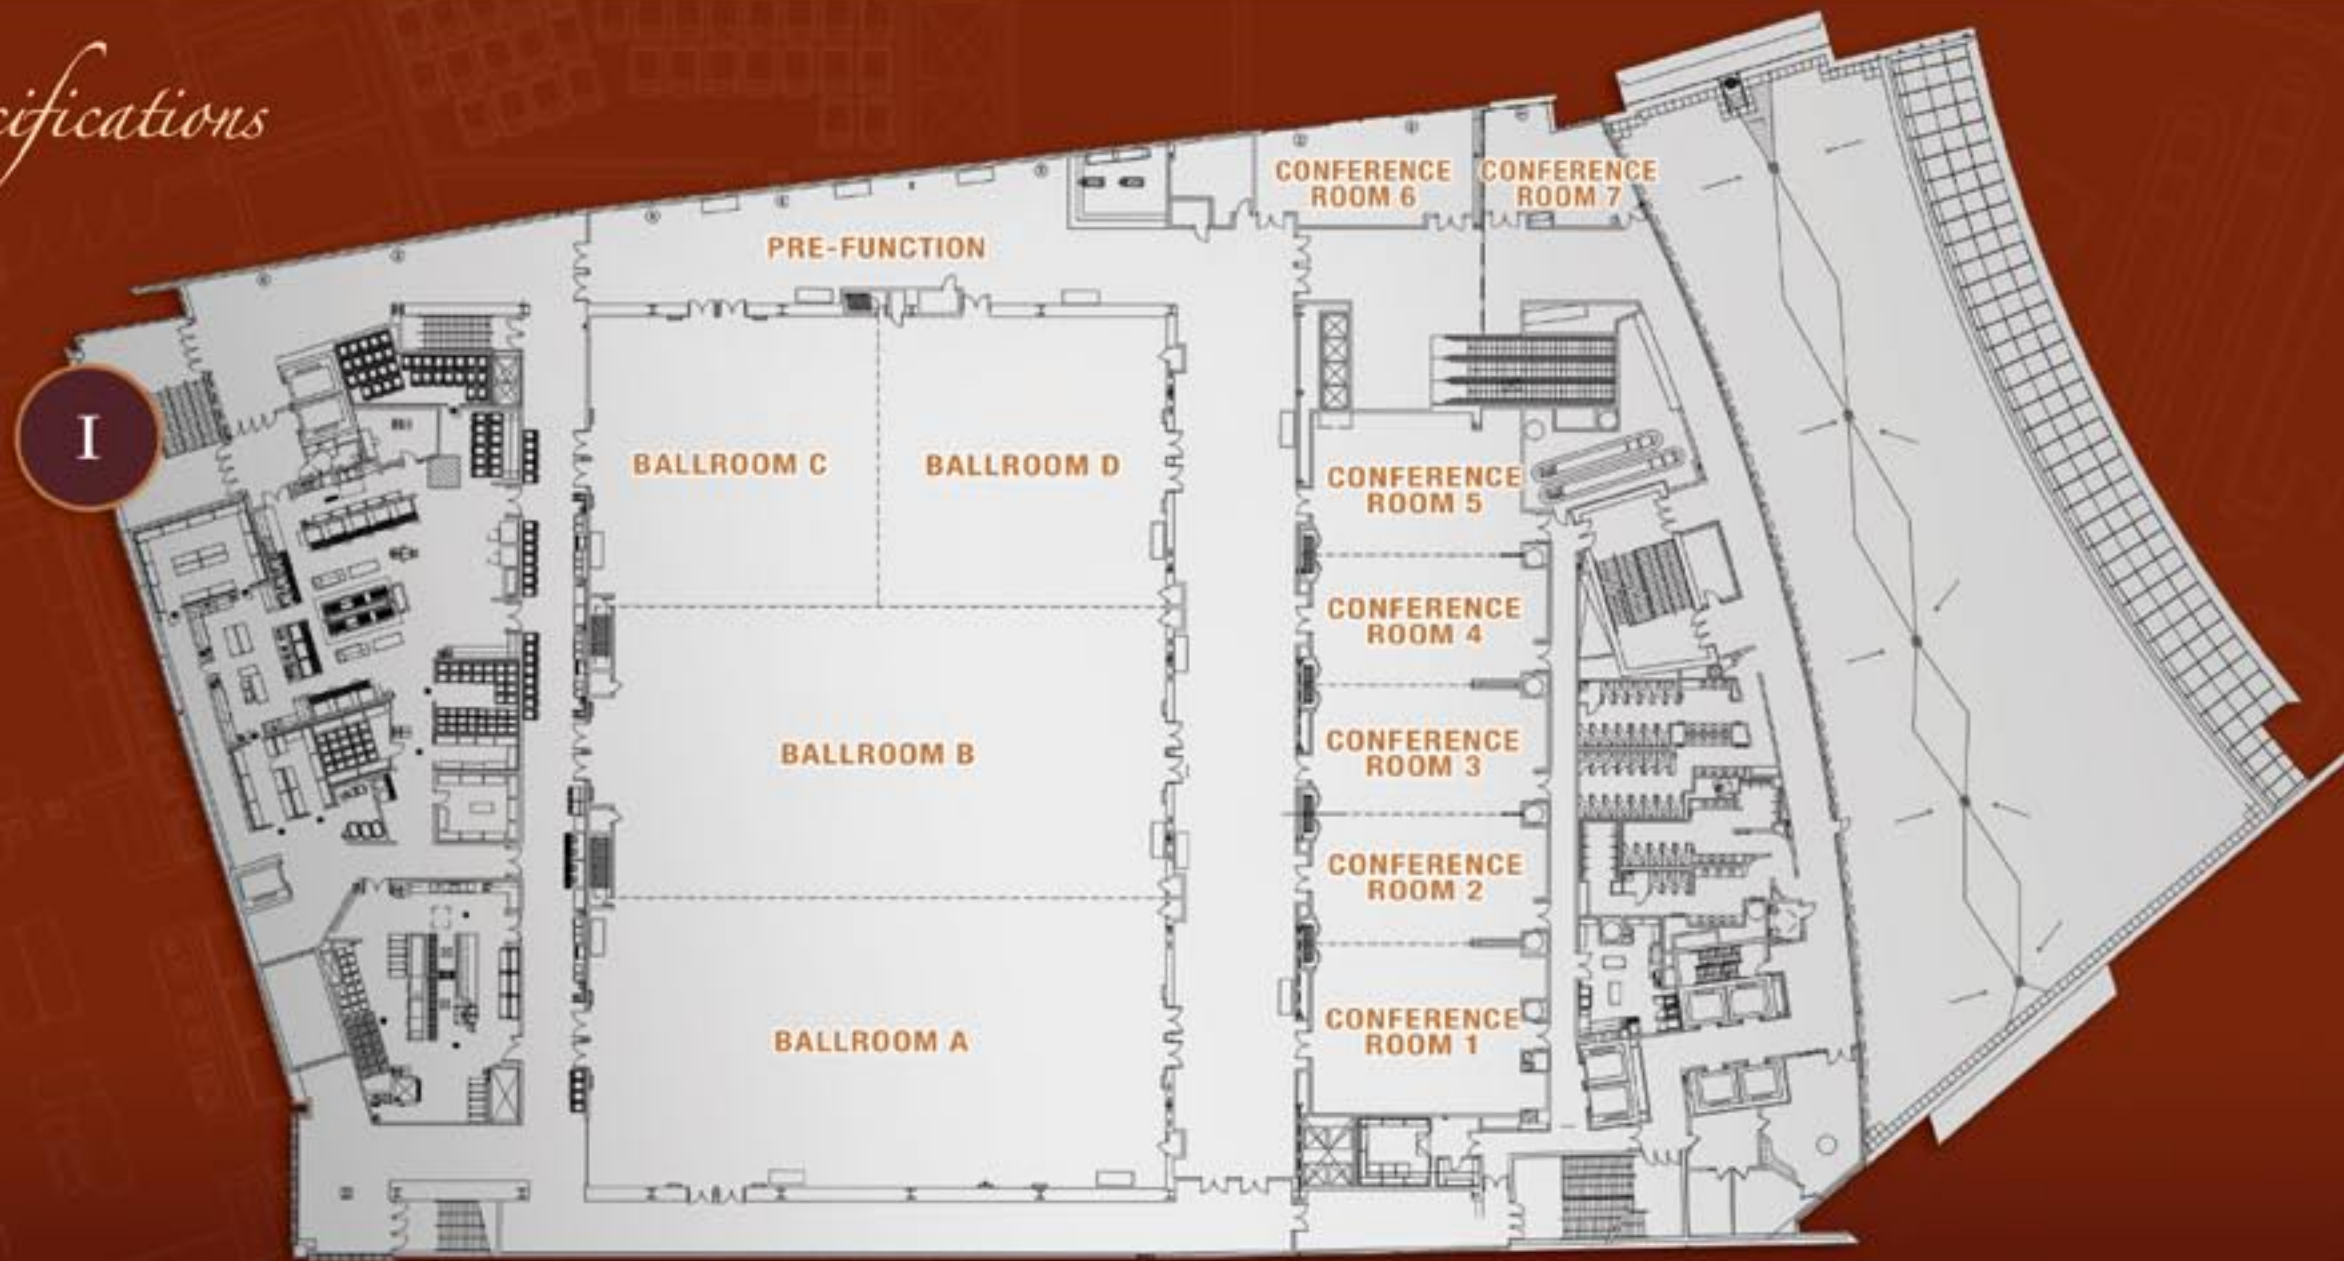 cifications
CONFERENCE
ROOM 6
CONFERENCE
ROOM 7
PRE-FUNCTION
I
BALLROOM C
BALLROOM D
CONFERENCE
ROOM 5
CONFERENCE
ROOM 4
BALLROOM B
CONFERENCE
ROOM 3
CONFERENCE
ROOM 2
BALLROOM A
CONFERENCE
ROOM 1